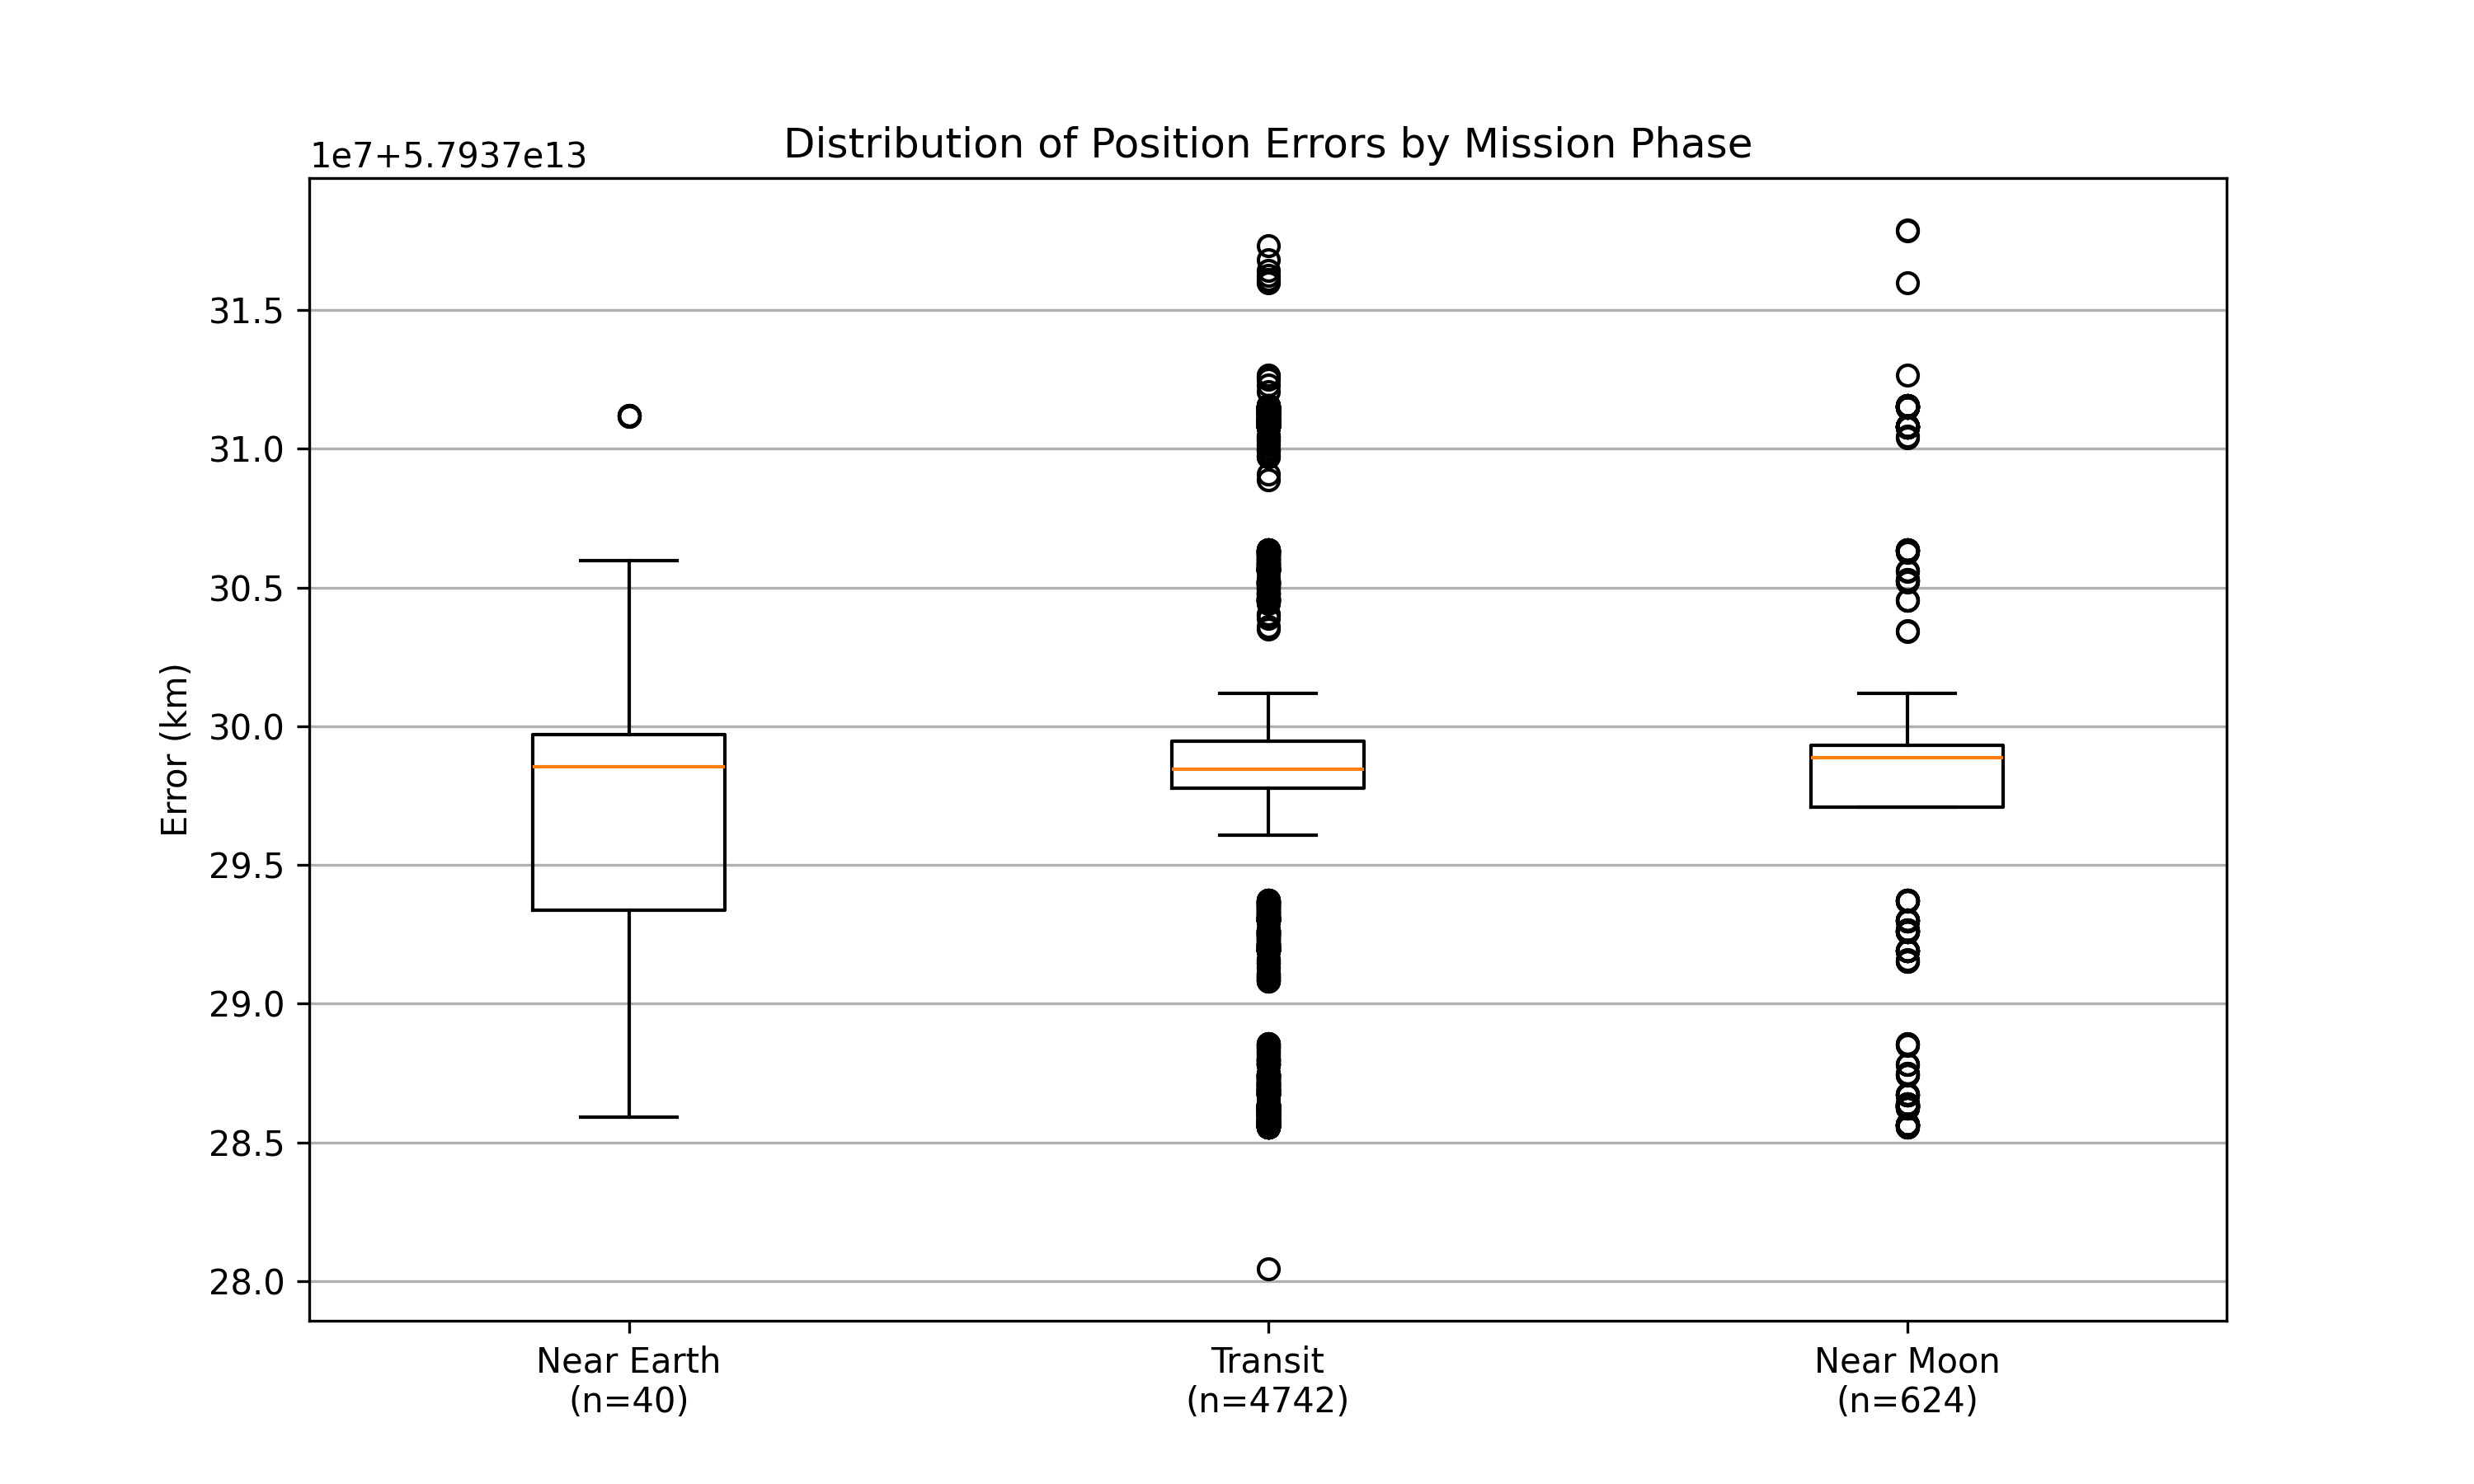 Distribution of Position Errors by Mission Phase
1e7+5.7937e13
Error (km)
31.5
31.0
30.5
30.0
29.5
29.0
28.5
28.0
Near Earth
(n=40)
Transit
(n=4742)
Near Moon
(n=624)